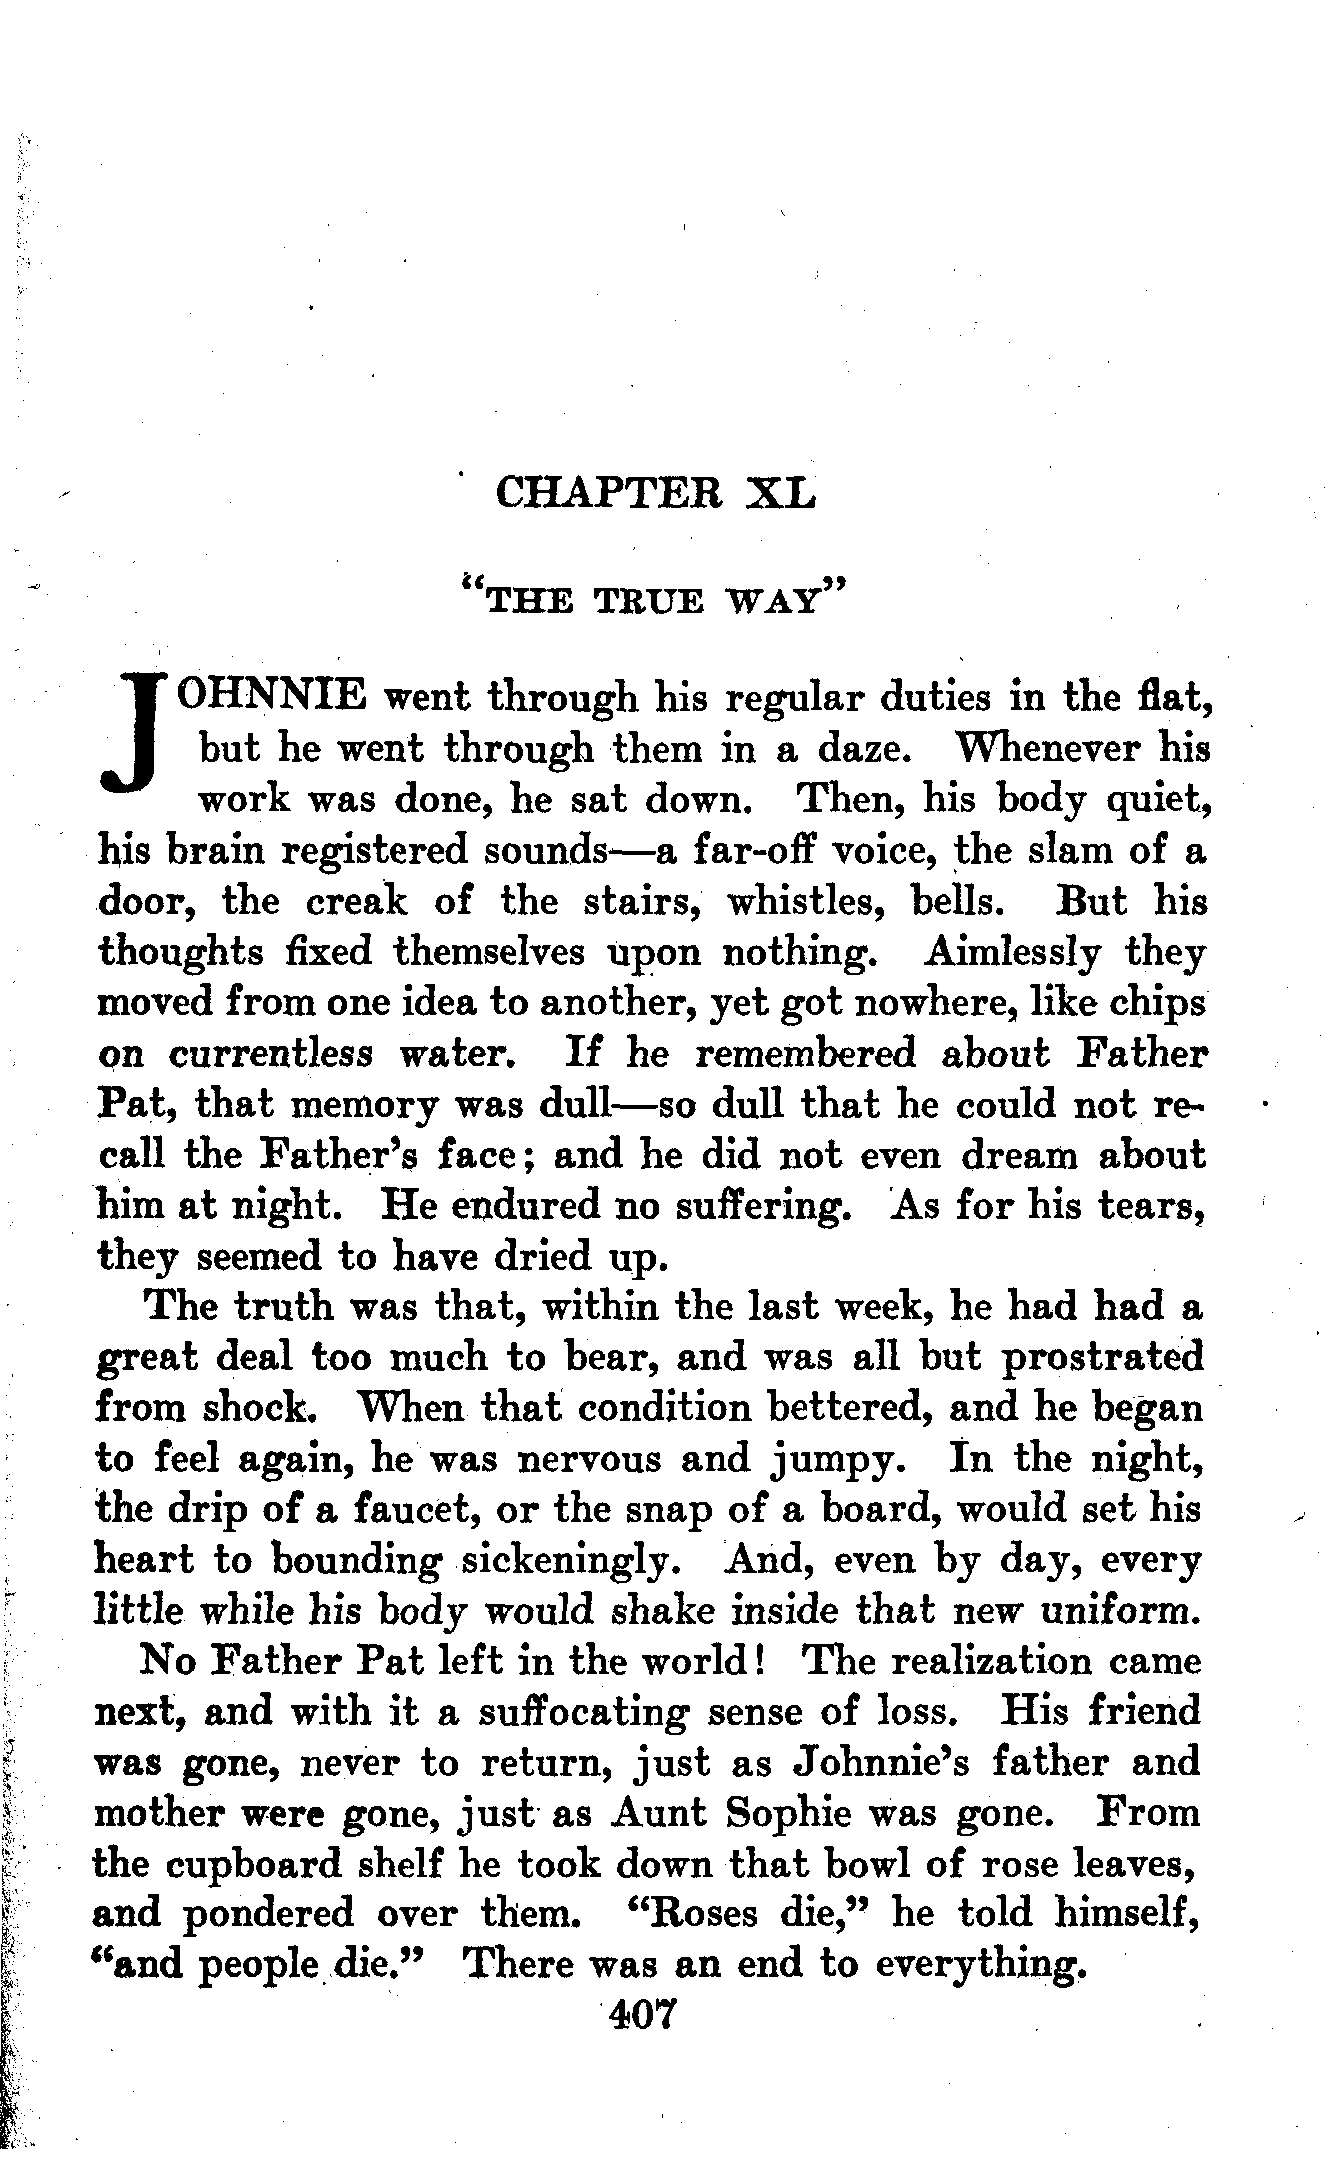 CHAPTER XL
“THE TRUE WAY”
JOHNNIE went through his regular duties in the flat,
but he went through them in a daze. Whenever his
work was done, he sat down. Then, his body quiet,
his brain registered sounds—a far-off voice, the slam of a
door, the creak of the stairs, whistles, bells. But his
thoughts fixed themselves upon nothing. Aimlessly they
moved from one idea to another, yet got nowhere, like chips
on currentless water. If he remembered about Father
Pat, that memory was dull—so dull that he could not re-
call the Father’s face; and he did not even dream about
him at night. He endured no suffering. As for his tears,
they seemed to have dried up.
The truth was that, within the last week, he had had a
great deal too much to bear, and was all but prostrated
from shock. When that condition bettered, and he began
to feel again, he was nervous and jumpy. In the night,
the drip of a faucet, or the snap of a board, would set his
heart to bounding sickeningly. And, even by day, every
little while his body would shake inside that new uniform.
No Father Pat left in the world! The realization came
next, and with it a suffocating sense of loss. His friend
was gone, never to return, just as Johnnie’s father and
mother were gone, just as Aunt Sophie was gone. From
the cupboard shelf he took down that bowl of rose leaves,
and pondered over them. “Roses die,” he told himself,
“and people die.” There was an end to everything.
407